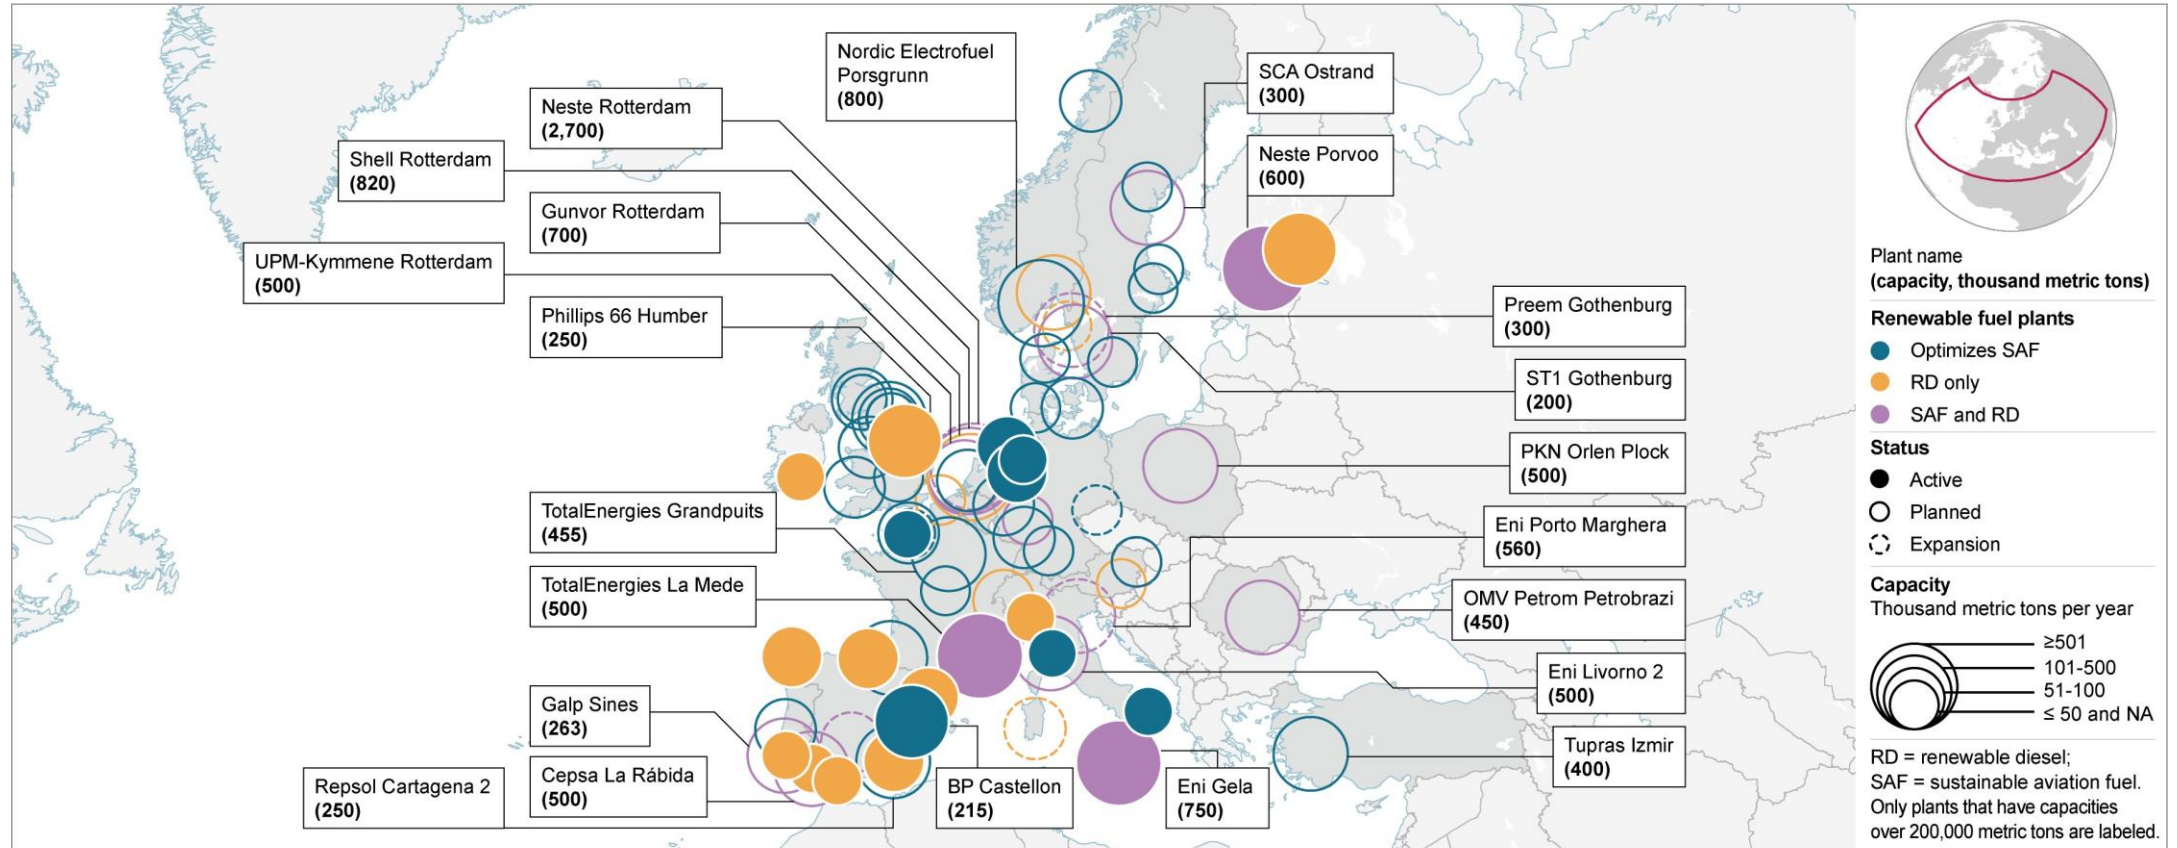 Nordic Electrofuel
Porsgrunn
(800)
SCA Ostrand
(300)
Neste Rotterdam
(2,700)
Neste Porvoo
(600)
Shell Rotterdam
(820)
Gunvor Rotterdam
(700)
UPM-Kymmene Rotterdam
(500)
Phillips 66 Humber
(250)
Preem Gothenburg
(300)
ST1 Gothenburg
(200)
PKN Orlen Plock
(500)
TotalEnergies Grandpuits
(455)
Eni Porto Marghera
(560)
TotalEnergies La Mede
(500)
OMV Petrom Petrobrazi
(450)
Eni Livorno 2
(500)
Galp Sines
(263)
Tupras Izmir
(400)
Cepsa La Rábida
(500)
Repsol Cartagena 2
(250)
BP Castellon
(215)
Eni Gela
(750)
Plant name
(capacity, thousand metric tons)
Renewable fuel plants
Optimizes SAF
RD only
SAF and RD
Status
Active
Planned
Expansion
Capacity
Thousand metric tons per year
≥501
101-500
51-100
≤ 50 and NA
RD = renewable diesel;
SAF = sustainable aviation fuel.
Only plants that have capacities
over 200,000 metric tons are labeled.